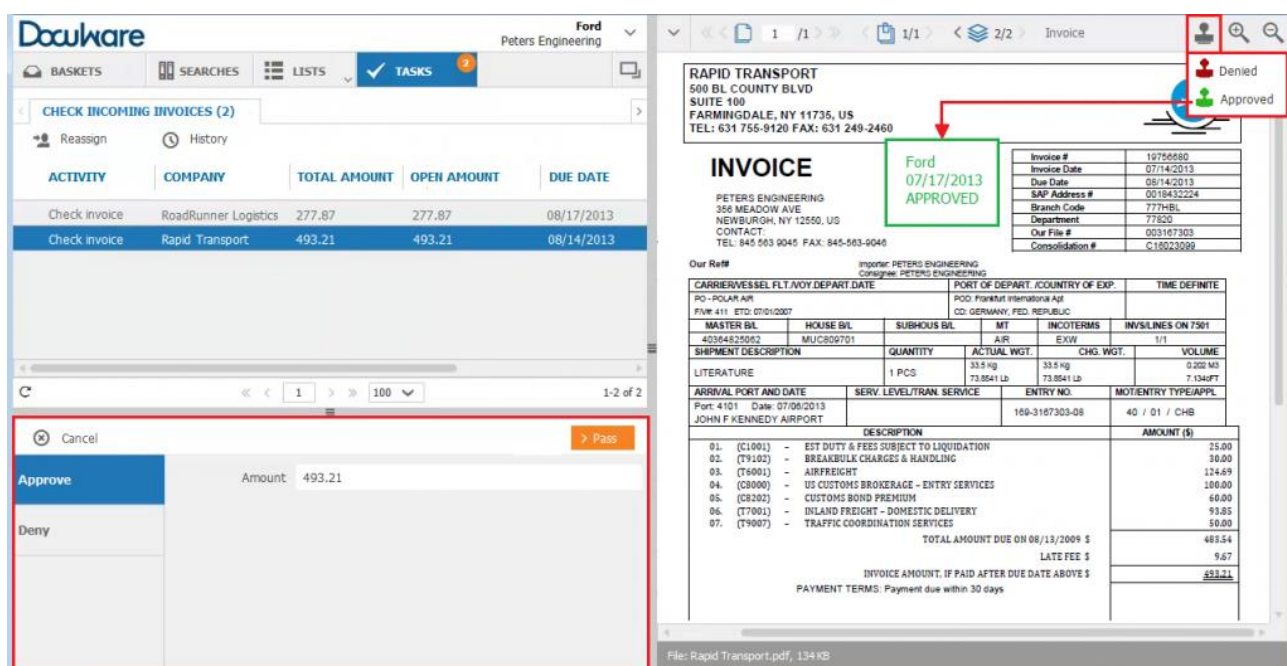 DocuWare
Ford
Peters Engineering
BASKETS SEARCHES LISTS TASKS 2
CHECK INCOMING INVOICES (2)
Reassign History
ACTIVITY COMPANY TOTAL AMOUNT OPEN AMOUNT DUE DATE
Check invoice RoadRunner Logistics 277.87 277.87 08/17/2013
Check invoice Rapid Transport 493.21 493.21 08/14/2013
1 100 1-2 of 2
Cancel > Pass
Approve Amount 493.21
Deny
1 /1 1/1 2/2 Invoice
Denied
Approved
RAPID TRANSPORT
500 BL COUNTY BLVD
SUITE 100
FARMINGDALE, NY 11735, US
TEL: 631 755-9120 FAX: 631 249-2460
INVOICE
Ford
07/17/2013
APPROVED
Invoice # 19756680
Invoice Date 07/14/2013
Due Date 08/14/2013
SAP Address # 0018432224
Branch Code 777HBL
Department 77820
Our File # 003167303
Consolidation # C16023099
PETERS ENGINEERING
356 MEADOW AVE
NEWBURGH, NY 12550, US
CONTACT:
TEL: 845 563 9045 FAX: 845-563-9046
Our Ref# Importer: PETERS ENGINEERING
Consignee: PETERS ENGINEERING
CARRIER/VESSEL FLT./VOY.DEPART.DATE PORT OF DEPART. /COUNTRY OF EXP. TIME DEFINITE
PO - POLAR AIR POD: Frankfurt International Apt
F/V#: 411 ETD: 07/01/2007 CD: GERMANY, FED. REPUBLIC
MASTER B/L HOUSE B/L SUBHOUS B/L MT INCOTERMS INVS/LINES ON 7501
40364825062 MUC809701 AIR EXW 1/1
SHIPMENT DESCRIPTION QUANTITY ACTUAL WGT. CHG. WGT. VOLUME
LITERATURE 1 PCS 33.5 Kg 33.5 Kg 0.202 M3
73.8541 Lb 73.8541 Lb 7.134cFT
ARRIVAL PORT AND DATE SERV. LEVEL/TRAN. SERVICE ENTRY NO. MOT/ENTRY TYPE/APPL
Port: 4101 Date: 07/06/2013 169-3167303-08 40 / 01 / CHB
JOHN F KENNEDY AIRPORT
DESCRIPTION AMOUNT ($)
01. (C1001) - EST DUTY & FEES SUBJECT TO LIQUIDATION 25.00
02. (T9102) - BREAKBULK CHARGES & HANDLING 30.00
03. (T6001) - AIRFREIGHT 124.69
04. (C8000) - US CUSTOMS BROKERAGE - ENTRY SERVICES 100.00
05. (C8202) - CUSTOMS BOND PREMIUM 60.00
06. (T7001) - INLAND FREIGHT - DOMESTIC DELIVERY 93.85
07. (T9007) - TRAFFIC COORDINATION SERVICES 50.00
TOTAL AMOUNT DUE ON 08/13/2009 $ 483.54
LATE FEE $ 9.67
INVOICE AMOUNT, IF PAID AFTER DUE DATE ABOVE $ 493.21
PAYMENT TERMS: Payment due within 30 days
File: Rapid Transport.pdf, 134 KB